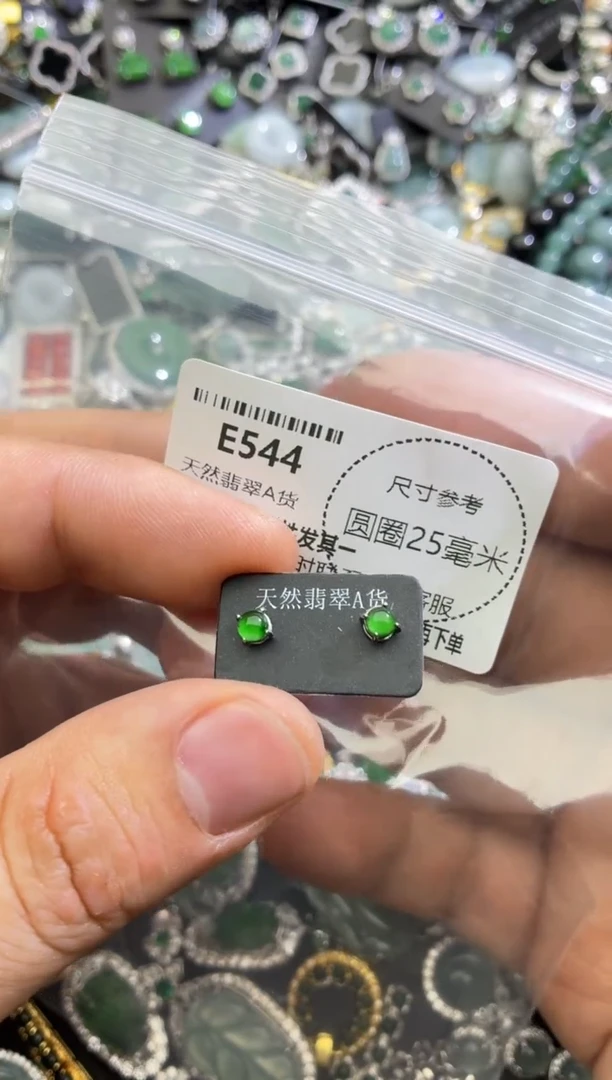 E544
天然翡翠A货
发其一
尺寸参考
圆圈25毫米
客服
再下单
天然翡翠A货